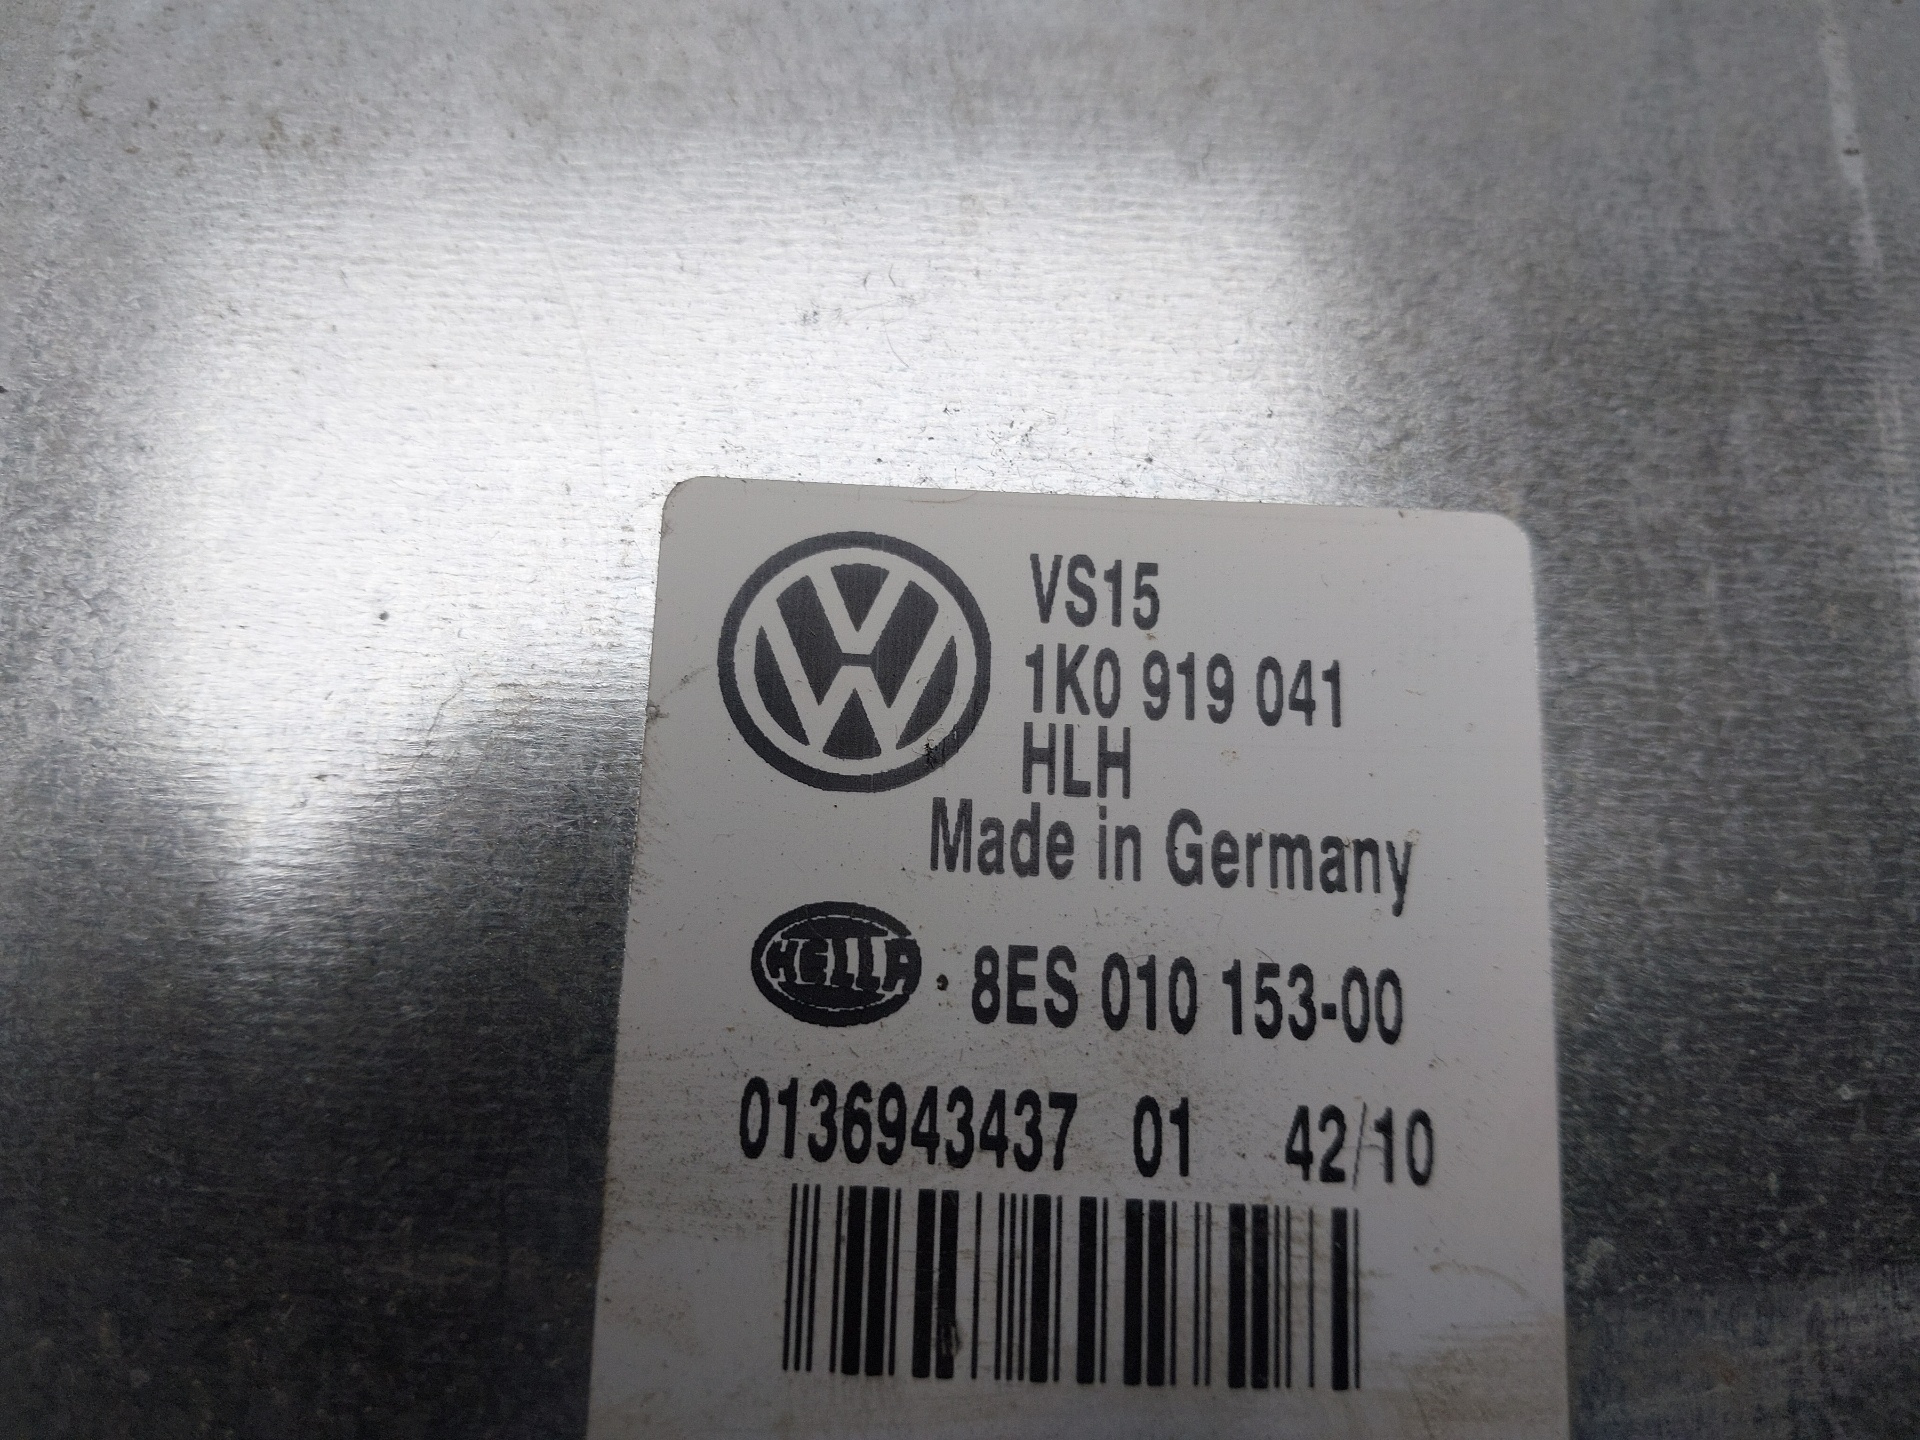 VS15
1K0 919 041
HLH
Made in Germany
HELLA 8ES 010 153-00
0136943437 01 42/10